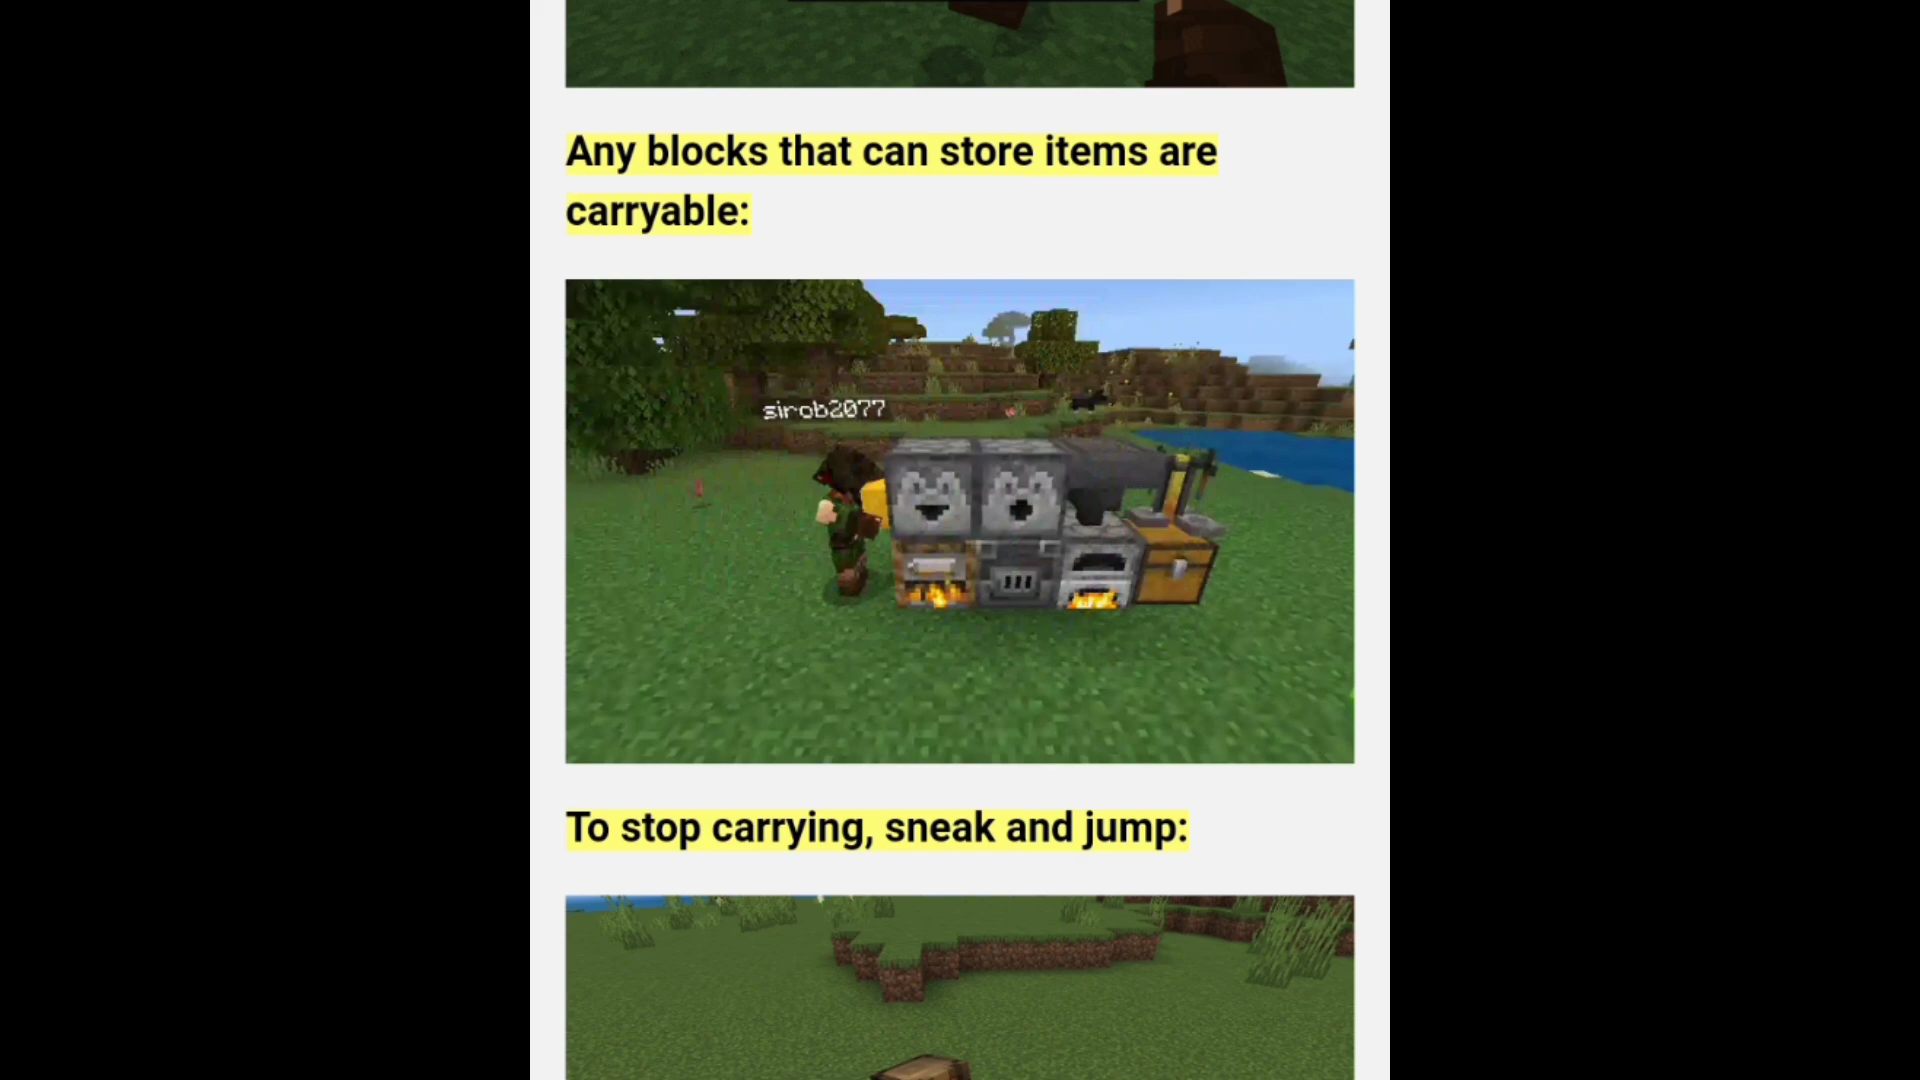 Any blocks that can store items are
carryable:
sirob2077
To stop carrying, sneak and jump: